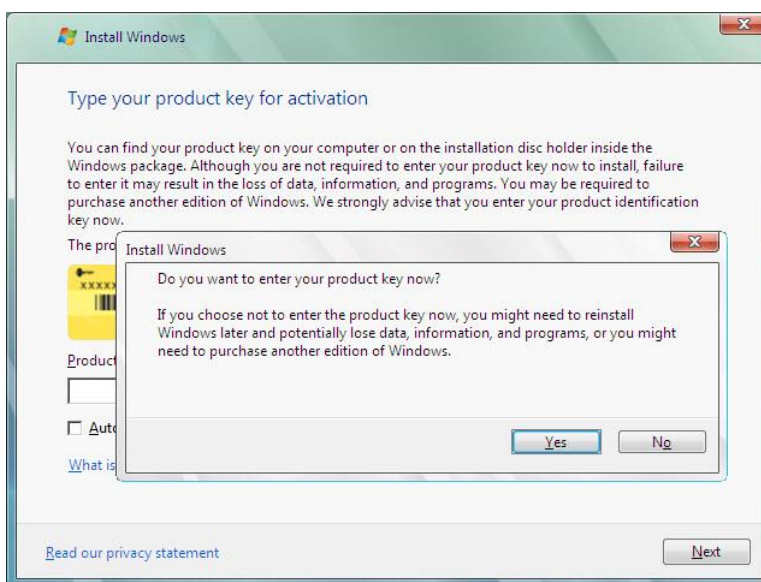 Install Windows
Type your product key for activation
You can find your product key on your computer or on the installation disc holder inside the
Windows package. Although you are not required to enter your product key now to install, failure
to enter it may result in the loss of data, information, and programs. You may be required to
purchase another edition of Windows. We strongly advise that you enter your product identification
key now.
The pro
Install Windows
Do you want to enter your product key now?
If you choose not to enter the product key now, you might need to reinstall
Windows later and potentially lose data, information, and programs, or you might
need to purchase another edition of Windows.
XXXXX
Product
Auto
Yes
No
What is
Read our privacy statement
Next